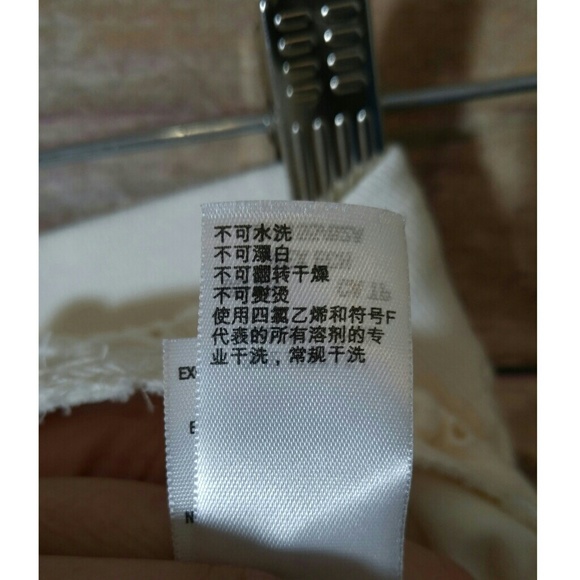 不可水洗
不可漂白
不可翻转干燥
不可熨烫
使用四氯乙烯和符号F
代表的所有溶剂的专
业干洗，常规干洗
EX
E
N